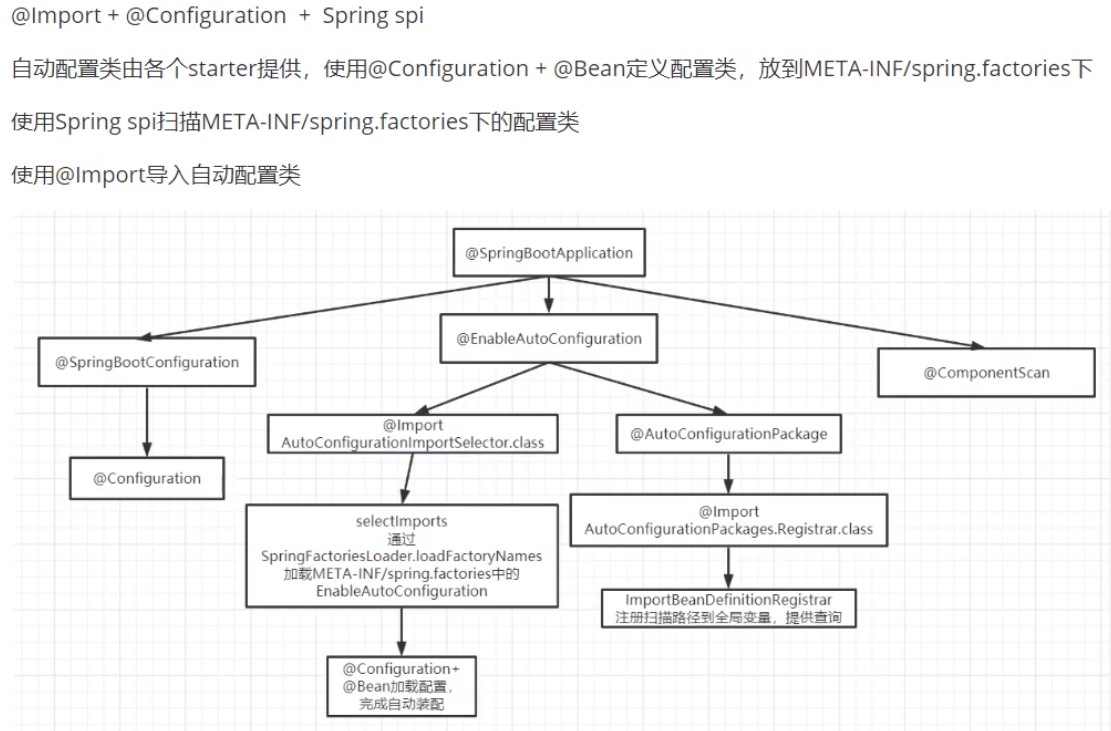 @Import + @Configuration + Spring spi
自动配置类由各个starter提供，使用@Configuration + @Bean定义配置类，放到META-INF/spring.factories下
使用Spring spi扫描META-INF/spring.factories下的配置类
使用@Import导入自动配置类
@SpringBootApplication
@SpringBootConfiguration
@EnableAutoConfiguration
@ComponentScan
@Configuration
@Import
AutoConfigurationImportSelector.class
@AutoConfigurationPackage
selectImports
通过
SpringFactoriesLoader.loadFactoryNames
加载META-INF/spring.factories中的
EnableAutoConfiguration
@Import
AutoConfigurationPackages.Registrar.class
ImportBeanDefinitionRegistrar
注册扫描路径到全局变量，提供查询
@Configuration+
@Bean加载配置，
完成自动装配